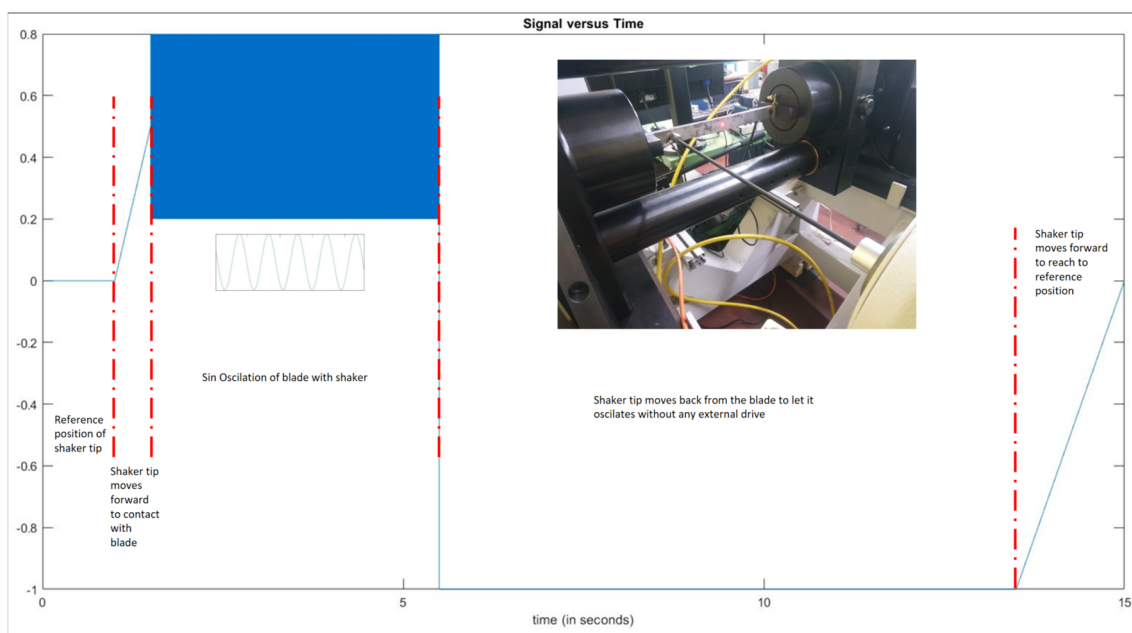 Signal versus Time
0.8
0.6
0.4
0.2
0
-0.2
-0.4
-0.6
-0.8
-1
0
5
10
15
time (in seconds)
Reference
position of
shaker tip
Shaker tip
moves
forward
to contact
with
blade
Sin Oscilation of blade with shaker
Shaker tip moves back from the blade to let it
oscilates without any external drive
Shaker tip
moves forward
to reach to
reference
position